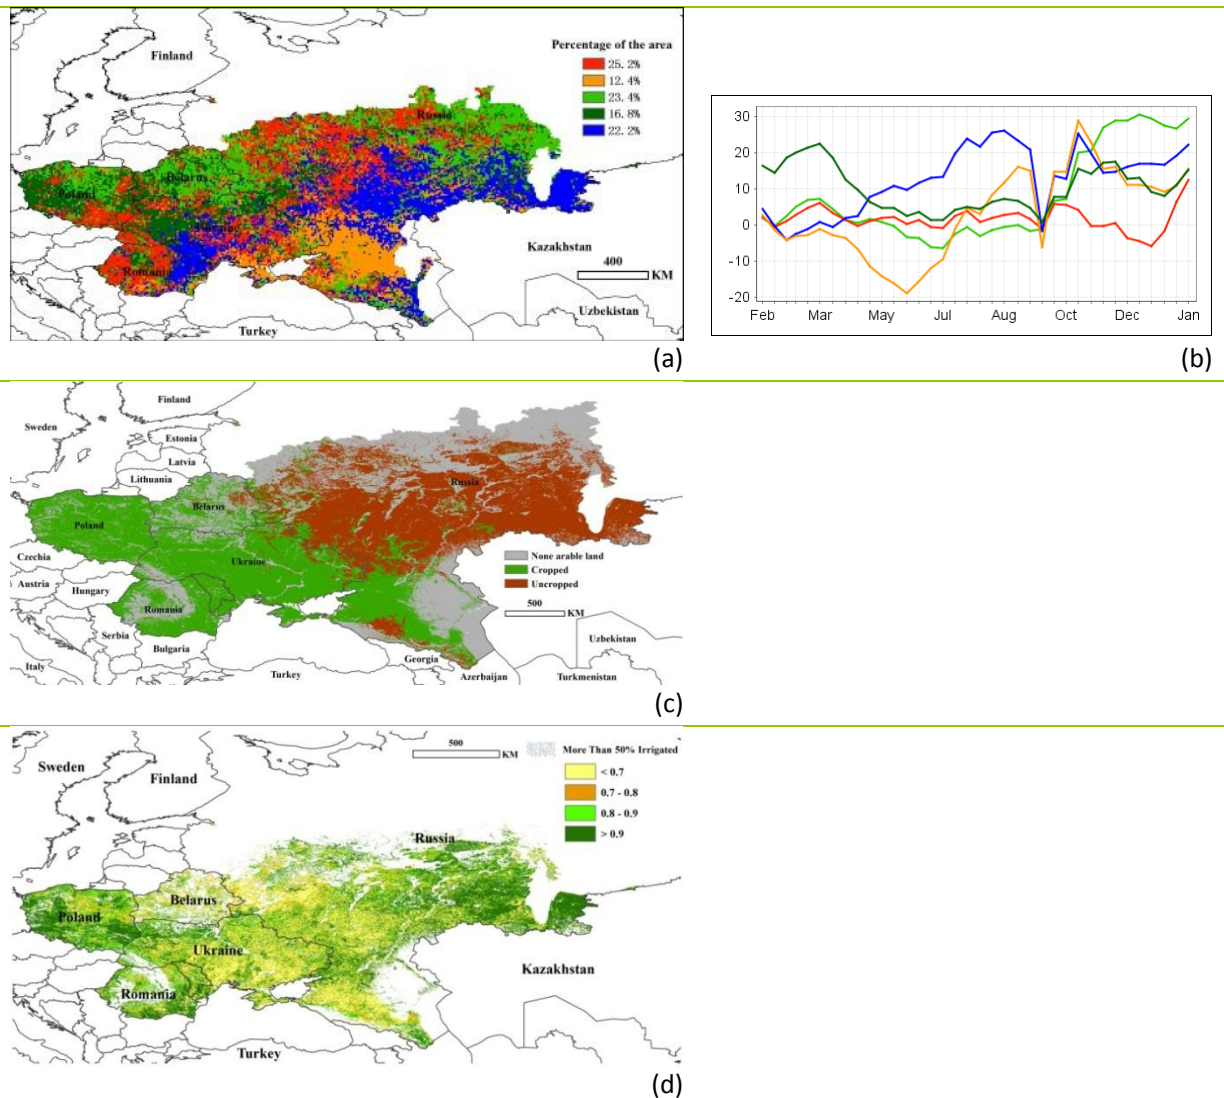 Finland
Percentage of the area
25.2%
12.4%
23.4%
16.8%
22.2%
Russia
Belarus
Poland
Romania
Kazakhstan
400
KM
Uzbekistan
Turkey
(a)
30
20
10
0
-10
-20
Feb Mar May Jul Aug Oct Dec Jan
(b)
Finland
Sweden
Estonia
Latvia
Lithuania
Russia
Belarus
Poland
Czechia
Ukraine
None arable land
Cropped
Uncropped
Austria
Hungary
Romania
500
KM
Serbia
Bulgaria
Uzbekistan
Italy
Georgia
Turkey
Azerbaijan
Turkmenistan
(c)
500
KM
More Than 50% Irrigated
< 0.7
0.7 - 0.8
0.8 - 0.9
> 0.9
Sweden
Finland
Russia
Belarus
Poland
Ukraine
Kazakhstan
Romania
Turkey
(d)